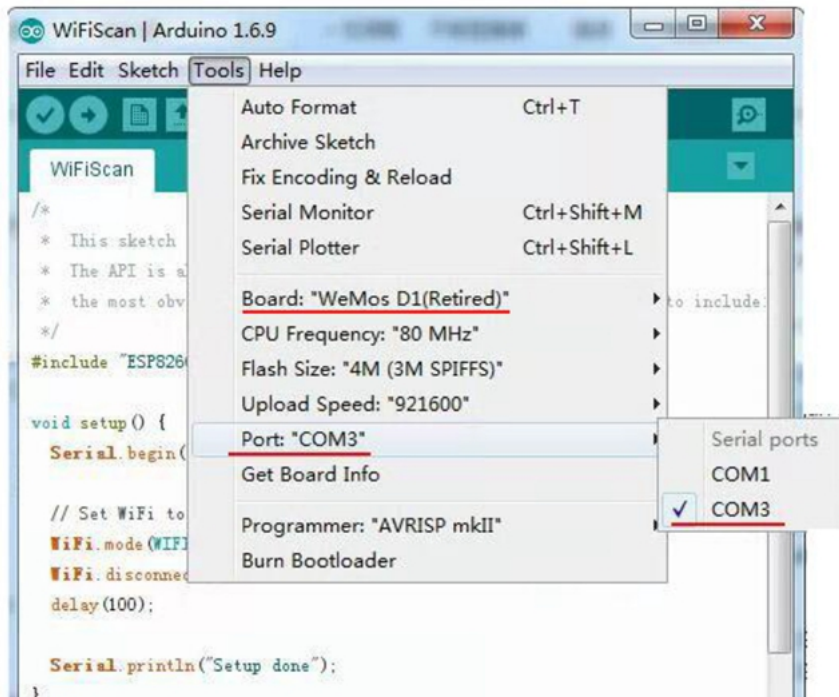 WiFiScan | Arduino 1.6.9
File Edit Sketch Tools Help
Auto Format Ctrl+T
Archive Sketch
WiFiScan
Fix Encoding & Reload
Serial Monitor Ctrl+Shift+M
Serial Plotter Ctrl+Shift+L
Board: "WeMos D1(Retired)"
CPU Frequency: "80 MHz"
Flash Size: "4M (3M SPIFFS)"
Upload Speed: "921600"
Port: "COM3"
Get Board Info
Programmer: "AVRISP mkII"
Burn Bootloader
Serial ports
COM1
COM3
/*
* This sketch
* The API is
* the most to include
*/
#include
void setup() {
Serial.begin(
// Set WiFi to
WiFi.mode(
WiFi.
delay(100);
Serial.println("Setup done");
}